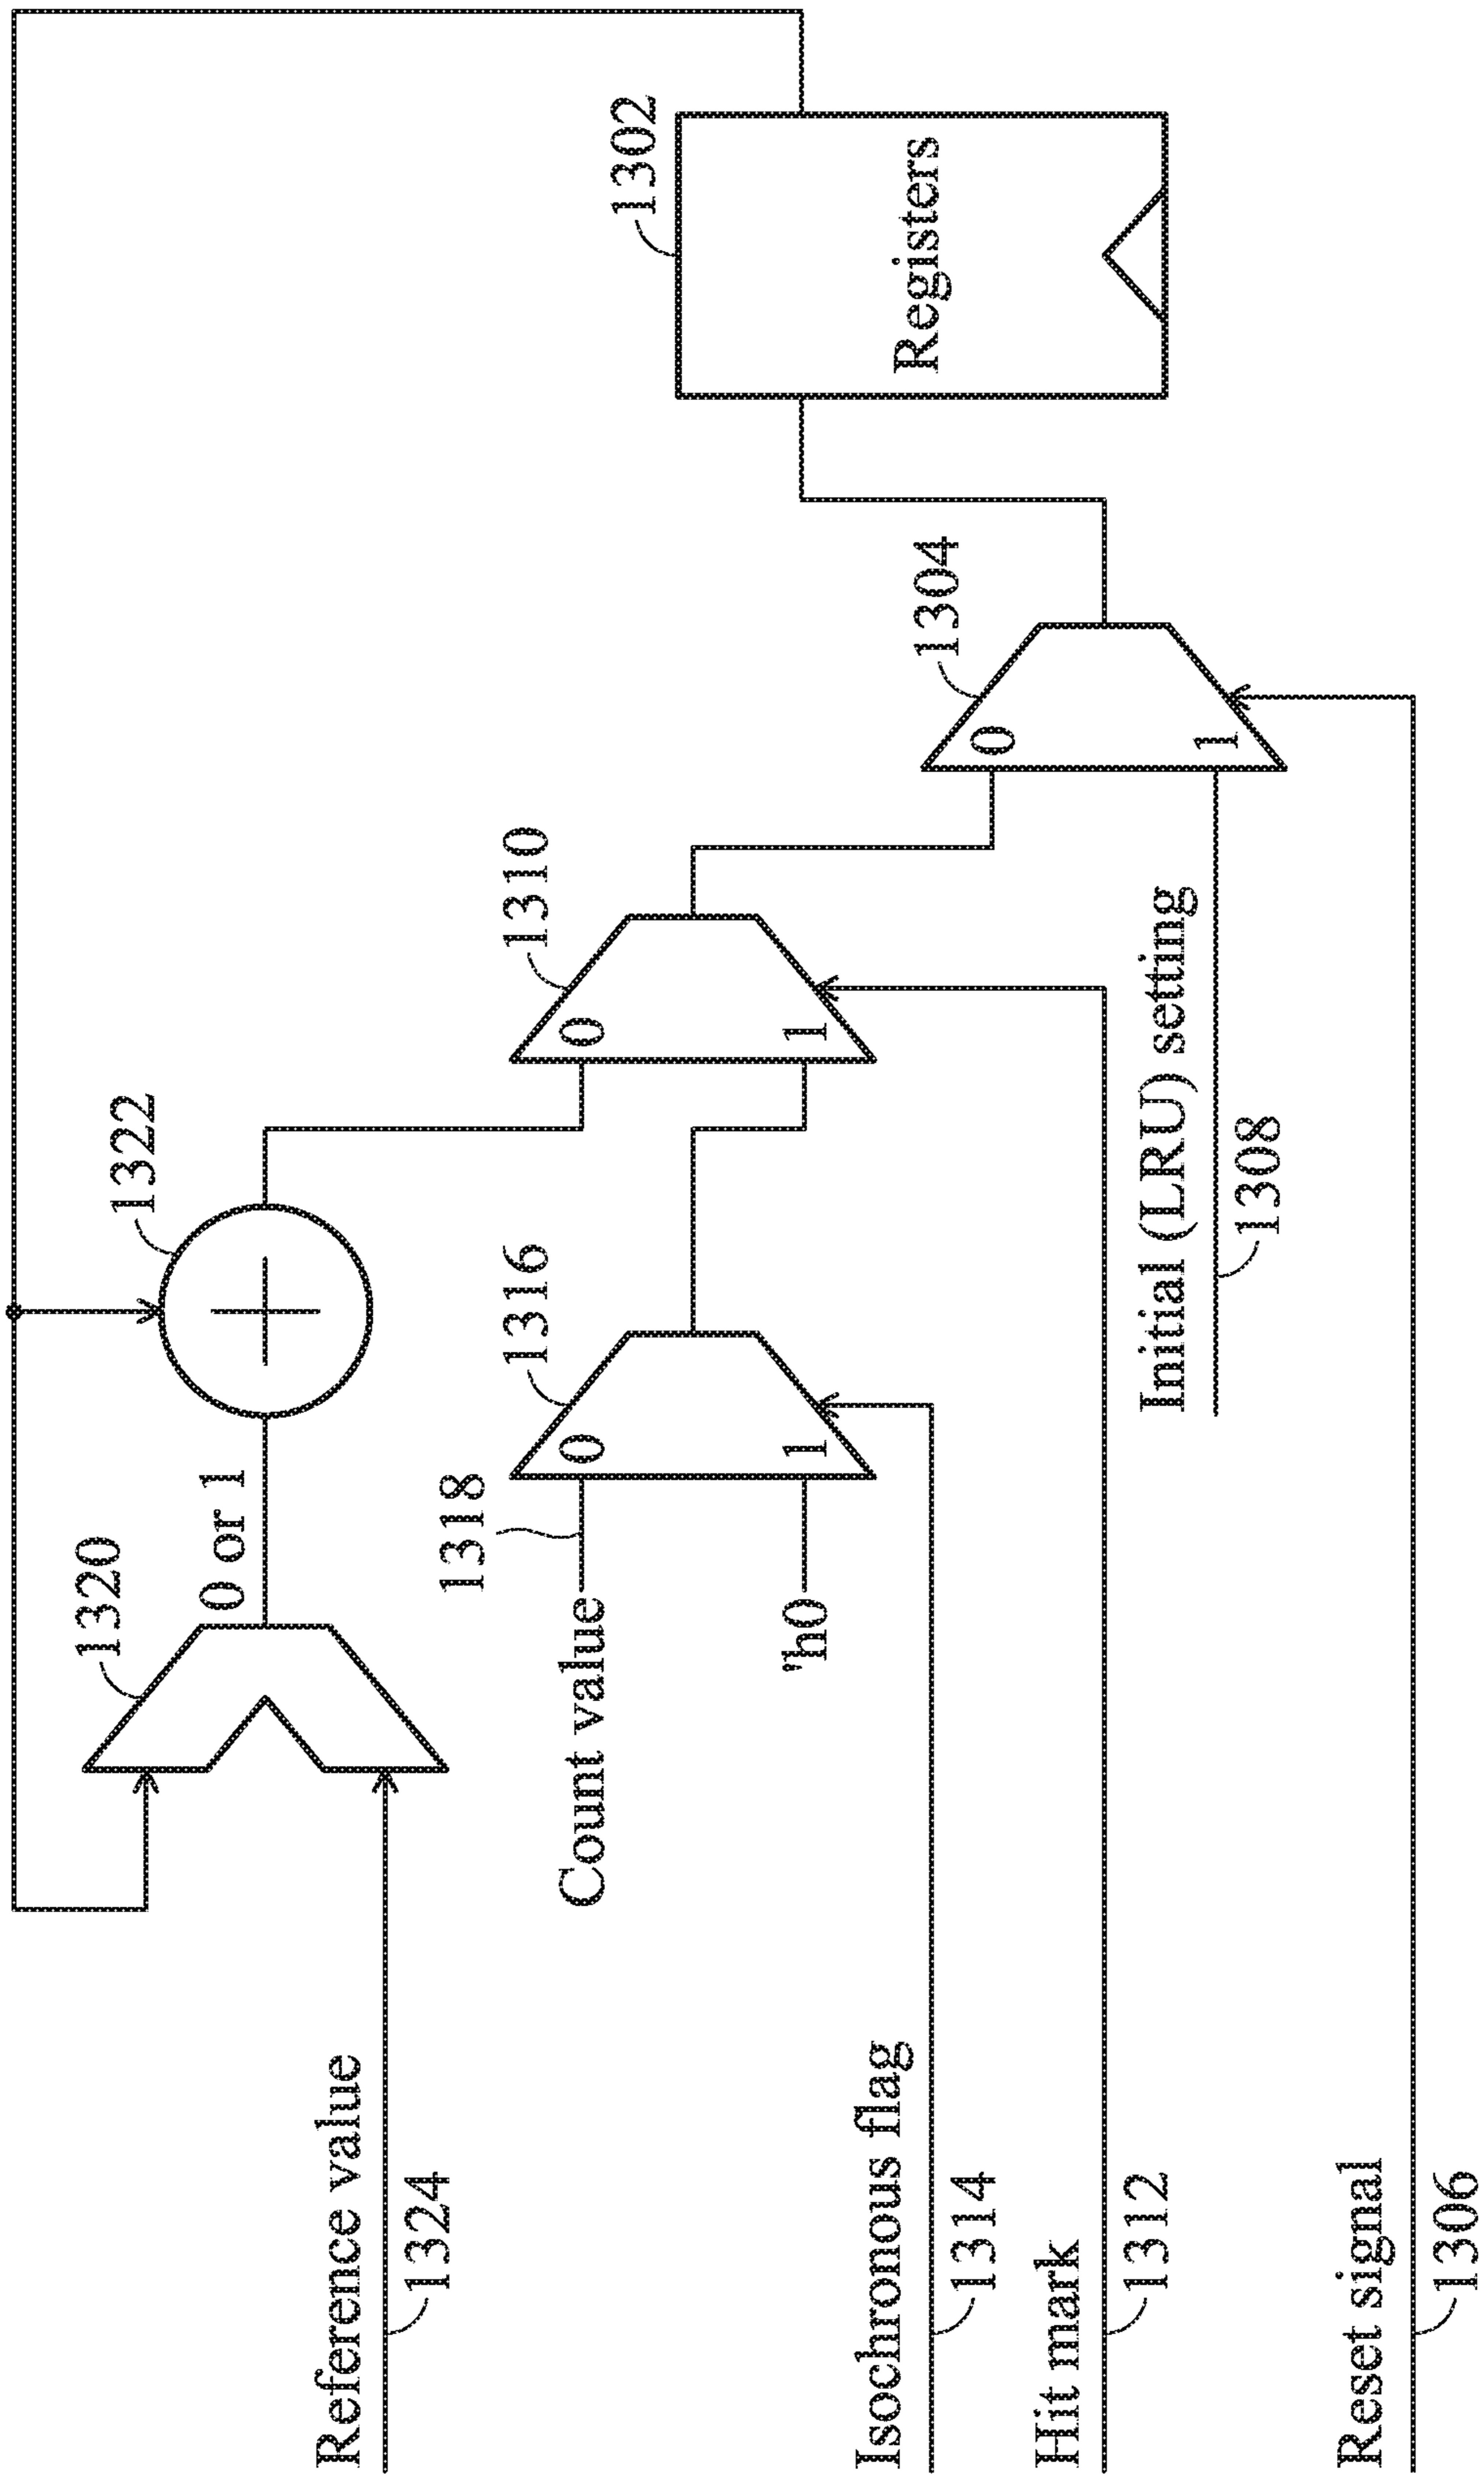 1320
0 or 1
1322
1302
Registers
Reference value
1324
1318
Count value
'h0
0
1
1316
0
1
1310
0
1
1304
Isochronous flag
1314
Hit mark
1312
Initial (LRU) setting
1308
Reset signal
1306